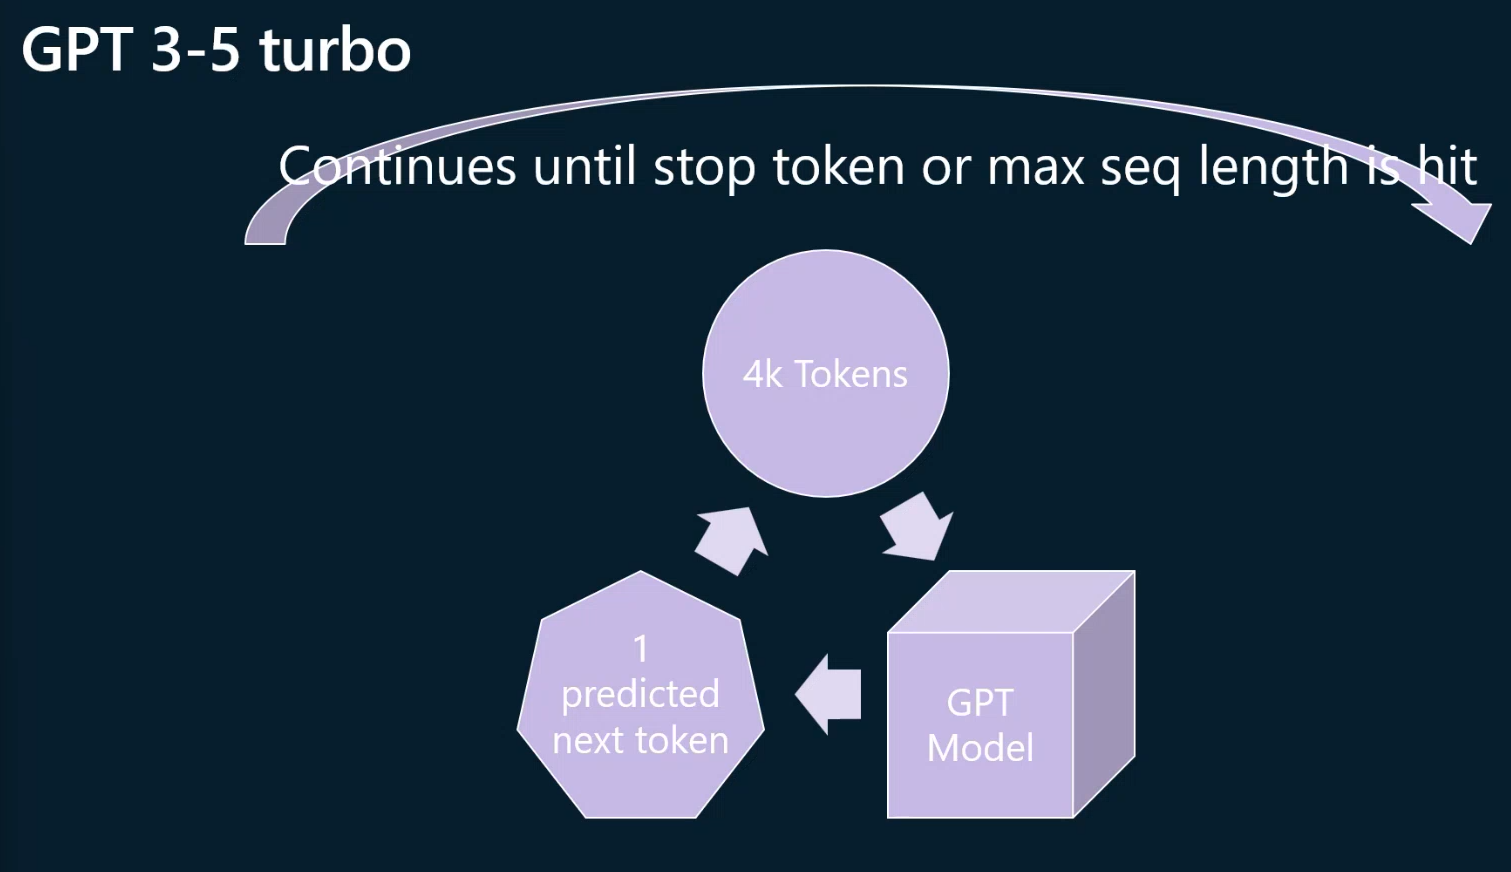 GPT 3-5 turbo
Continues until stop token or max seq length is hit
4k Tokens
1
predicted
next token
GPT
Model